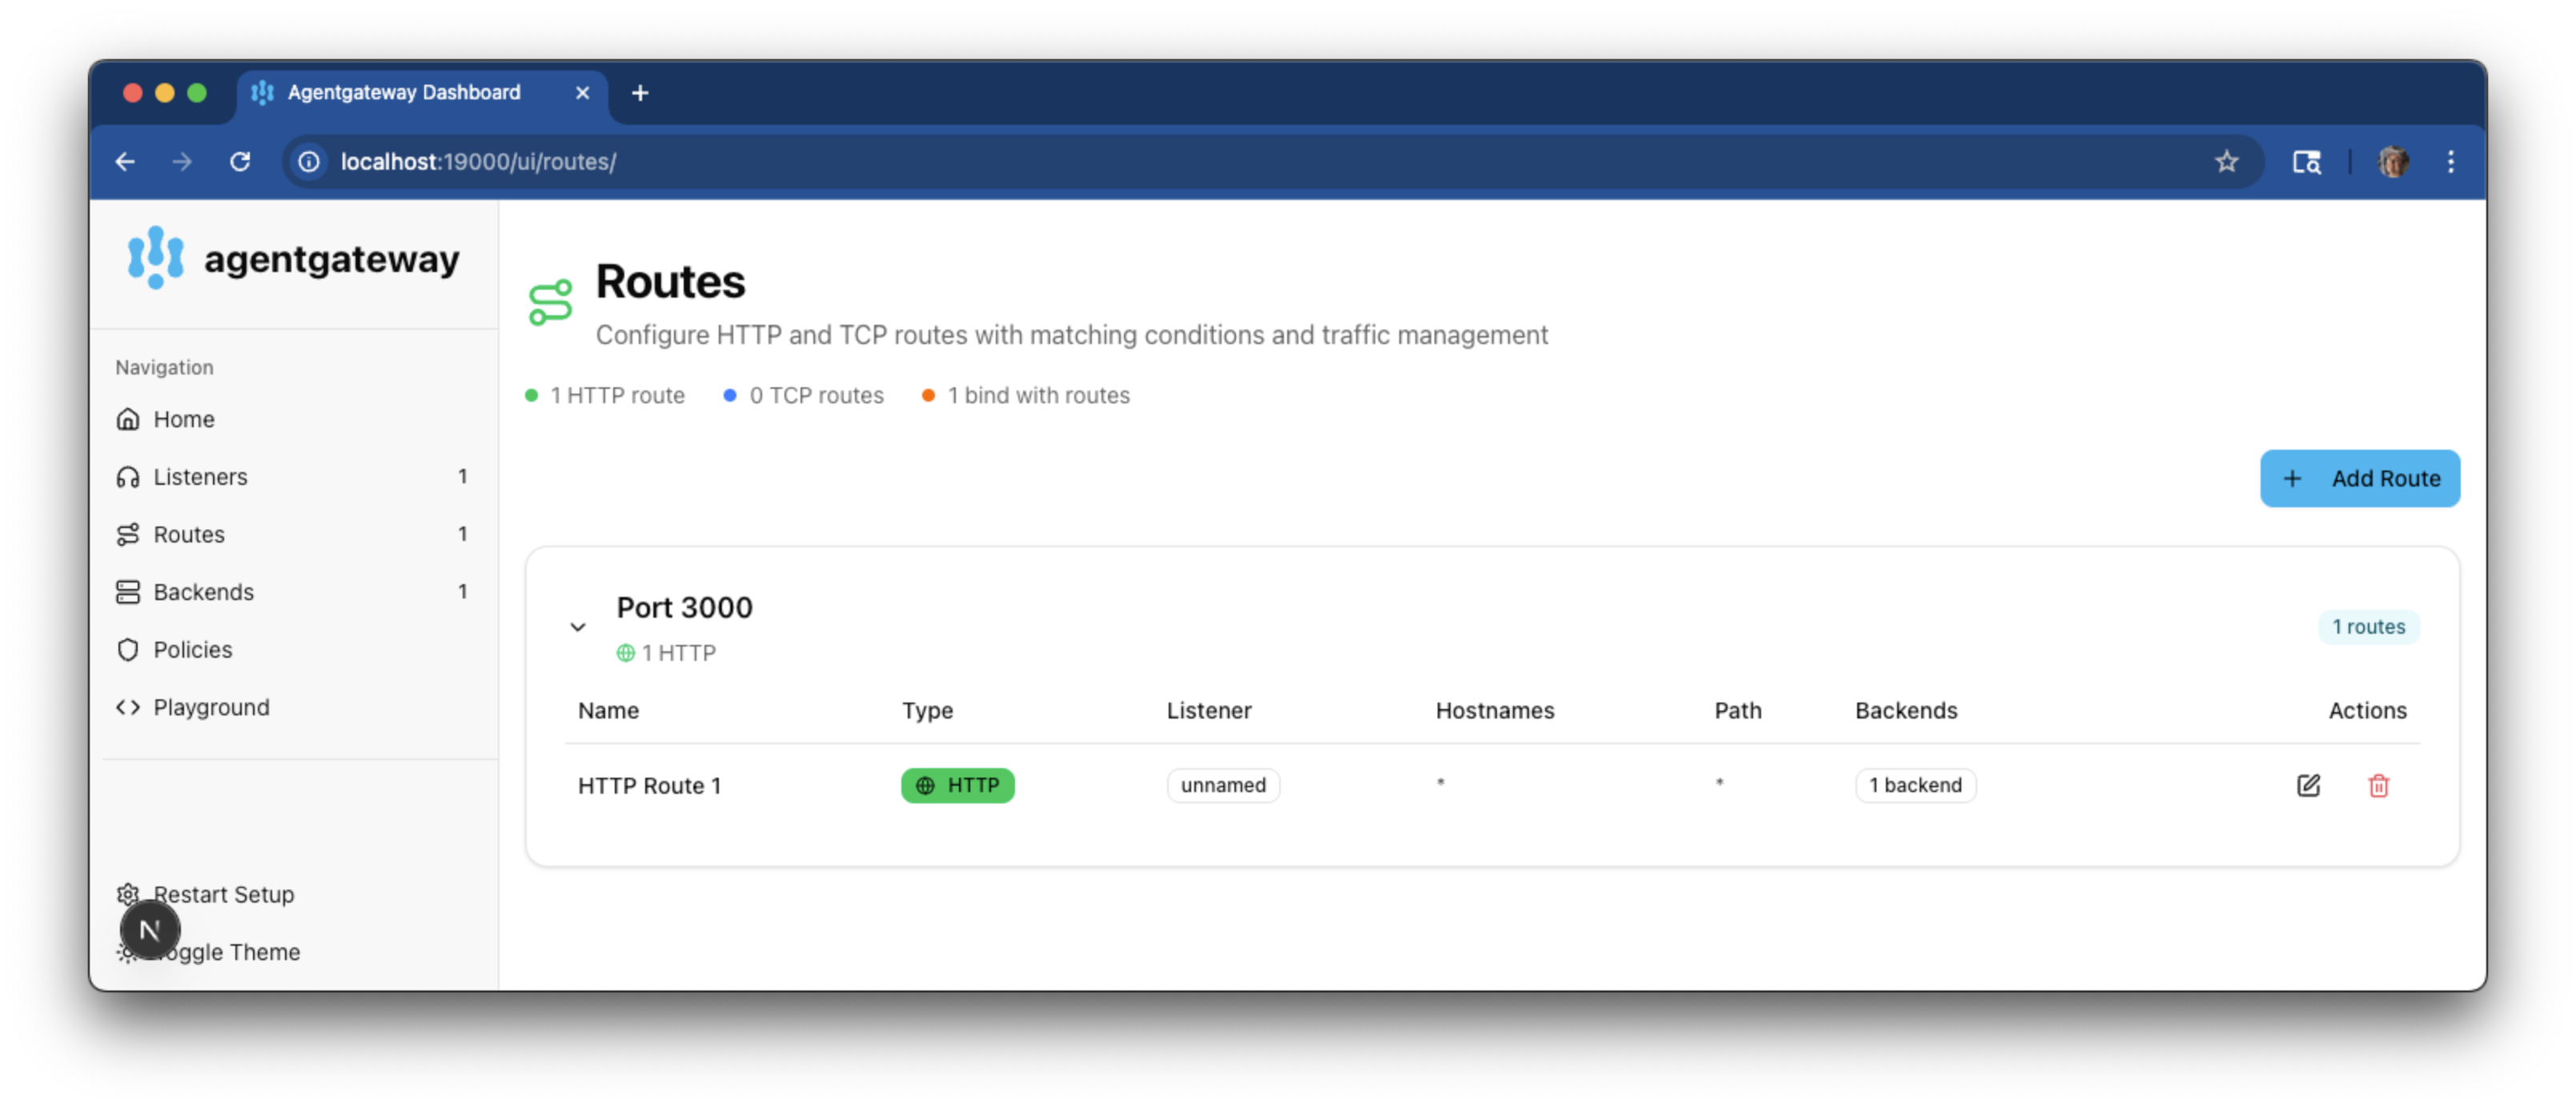 Agentgateway Dashboard
localhost:19000/ui/routes/
agentgateway
Navigation
Home
Listeners 1
Routes 1
Backends 1
Policies
Playground
Restart Setup
N
oggle Theme
Routes
Configure HTTP and TCP routes with matching conditions and traffic management
1 HTTP route 0 TCP routes 1 bind with routes
+ Add Route
Port 3000
1 HTTP
1 routes
Name Type Listener Hostnames Path Backends Actions
HTTP Route 1 HTTP unnamed * * 1 backend